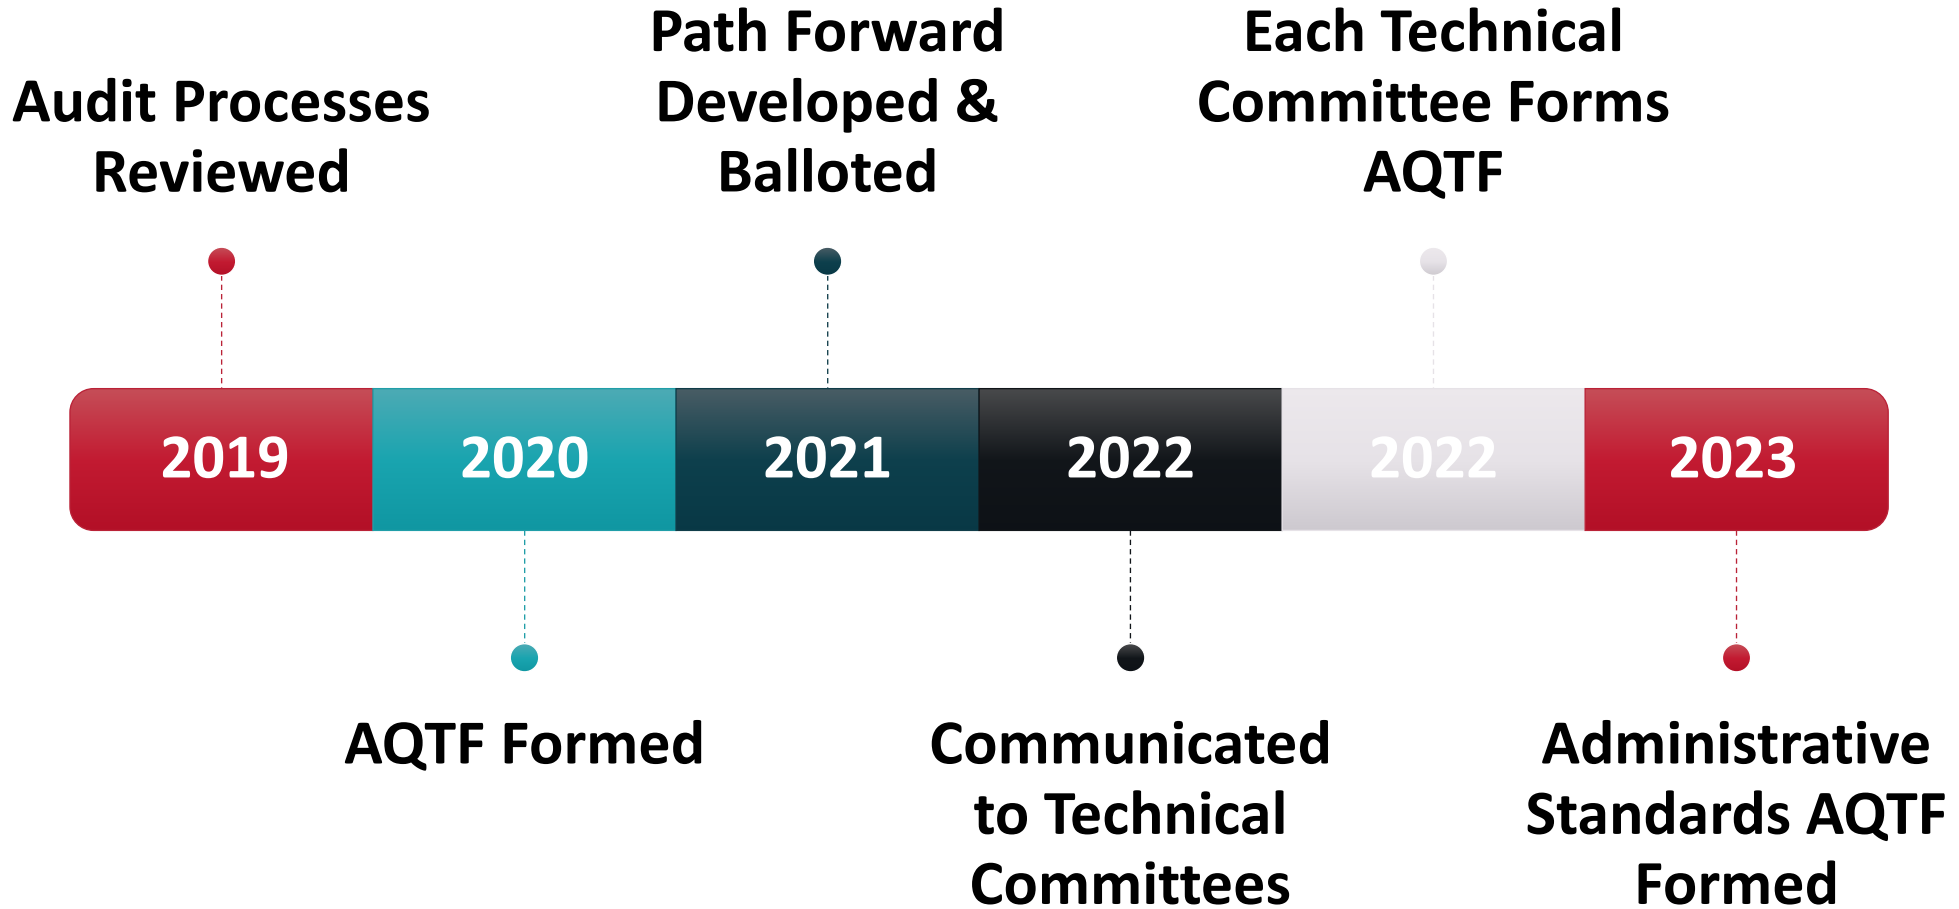 Audit Processes
Reviewed
Path Forward
Developed &
Balloted
Each Technical
Committee Forms
AQTF
2019
2020
2021
2022
2022
2023
AQTF Formed
Communicated
to Technical
Committees
Administrative
Standards AQTF
Formed